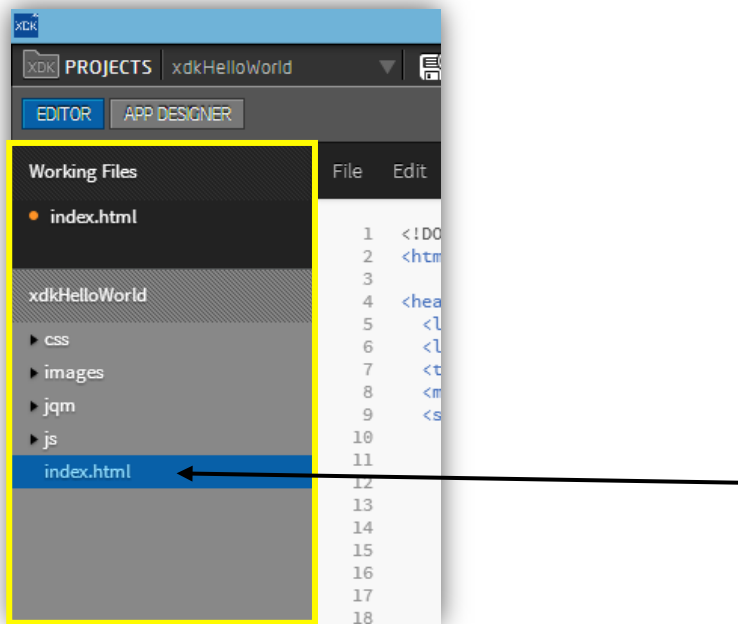 XDK
XDK PROJECTS xdkHelloWorld
EDITOR APP DESIGNER
Working Files File Edit
index.html
xdkHelloWorld
css
images
jqm
js
index.html
1 <!DO
2 <htm
3
4 <hea
5 <l
6 <l
7 <t
8 <m
9 <s
10
11
12
13
14
15
16
17
18